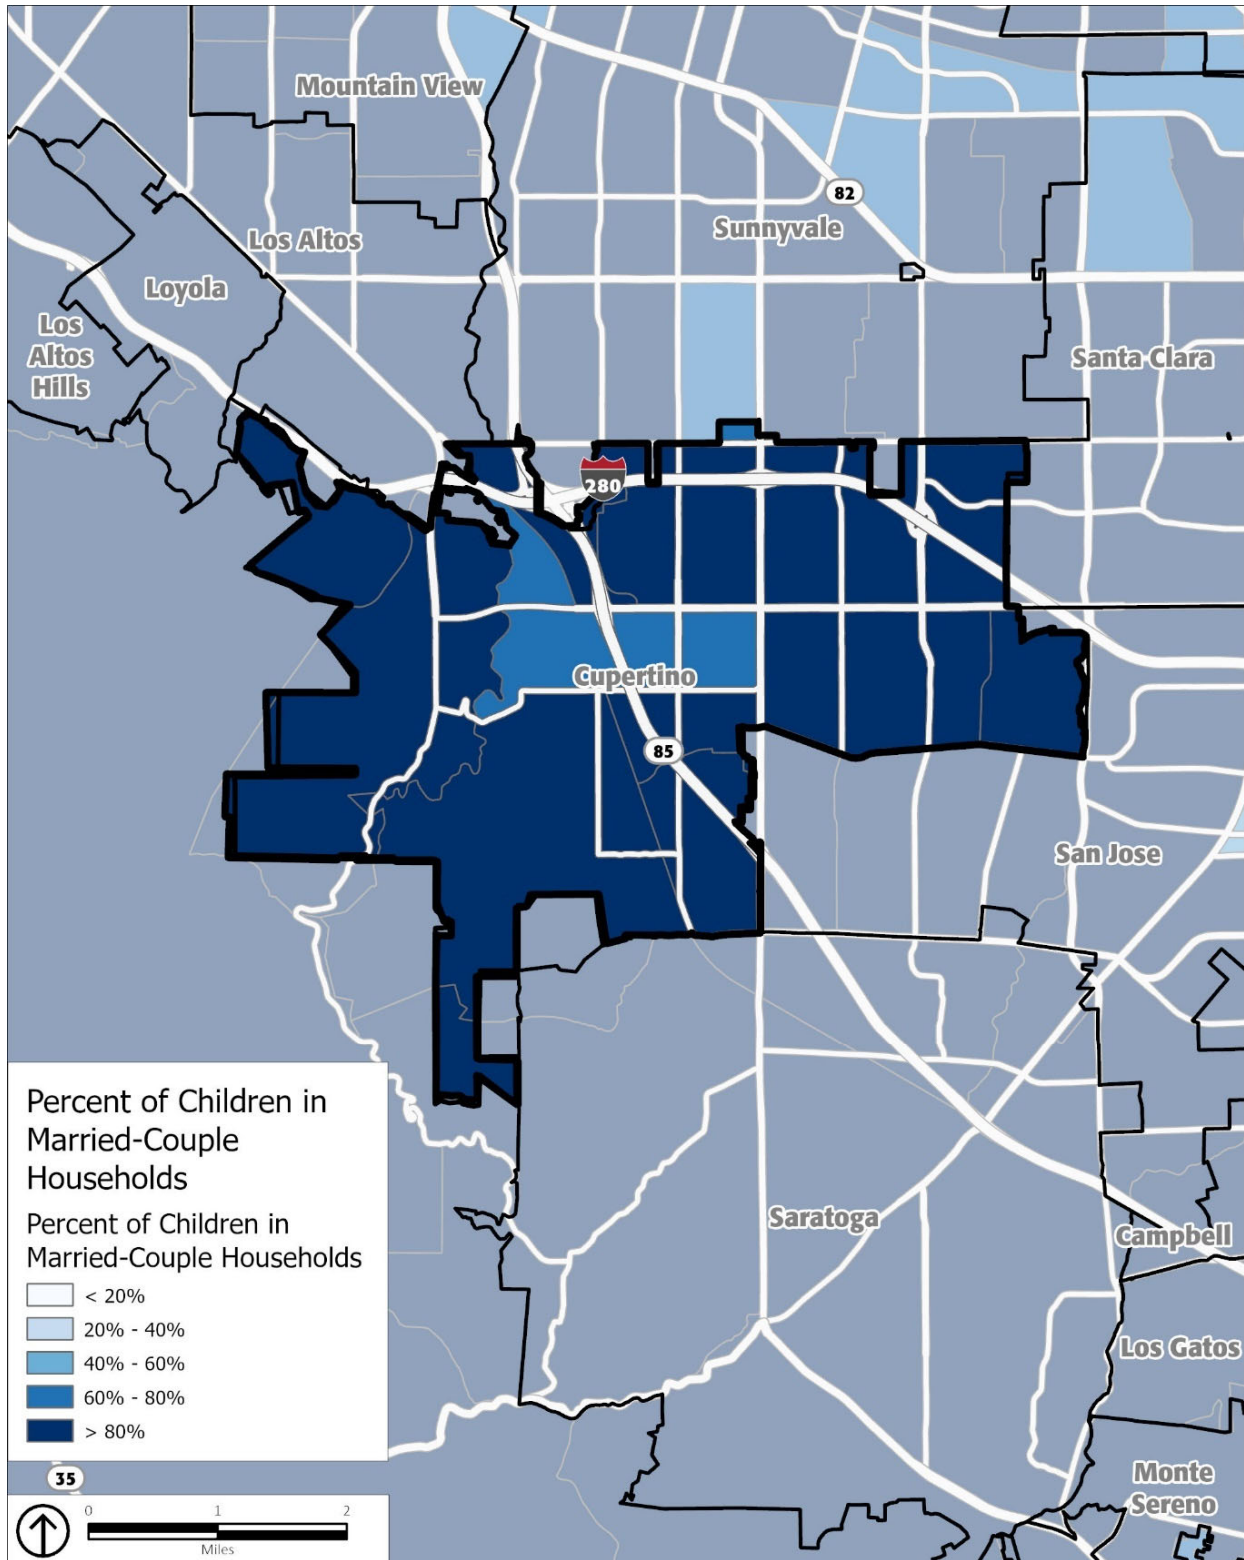 Mountain View
82
Sunnyvale
Los Altos
Loyola
Los
Altos
Hills
Santa Clara
280
Cupertino
85
San Jose
Saratoga
Campbell
Los Gatos
Monte
Sereno
Percent of Children in
Married-Couple
Households
Percent of Children in
Married-Couple Households
< 20%
20% - 40%
40% - 60%
60% - 80%
> 80%
35
0 1 2
Miles